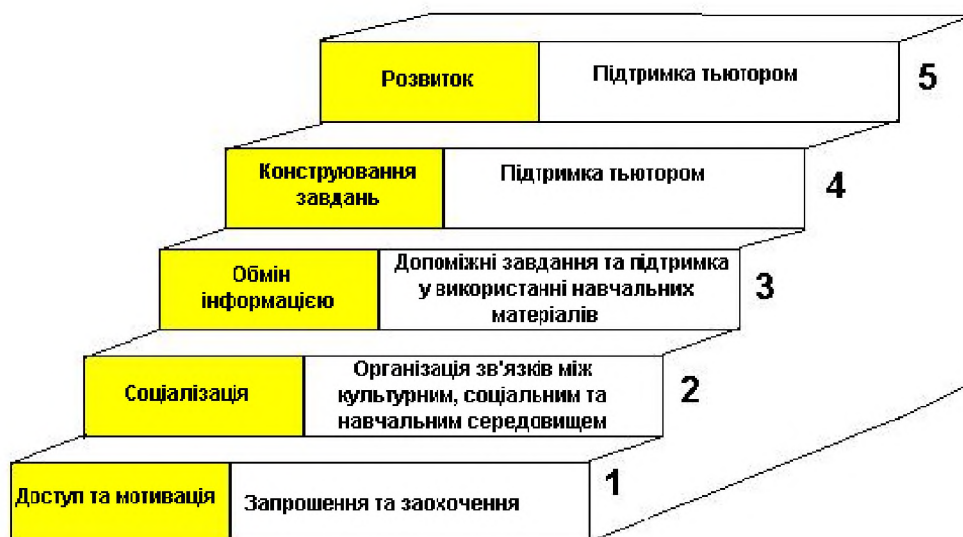 Розвиток
Підтримка тьютором
5
Конструювання
завдань
Підтримка тьютором
4
Обмін
інформацією
Допоміжні завдання та підтримка
у використанні навчальних
матеріалів
3
Соціалізація
Організація зв'язків між
культурним, соціальним та
навчальним середовищем
2
Доступ та мотивація
Запрошення та заохочення
1